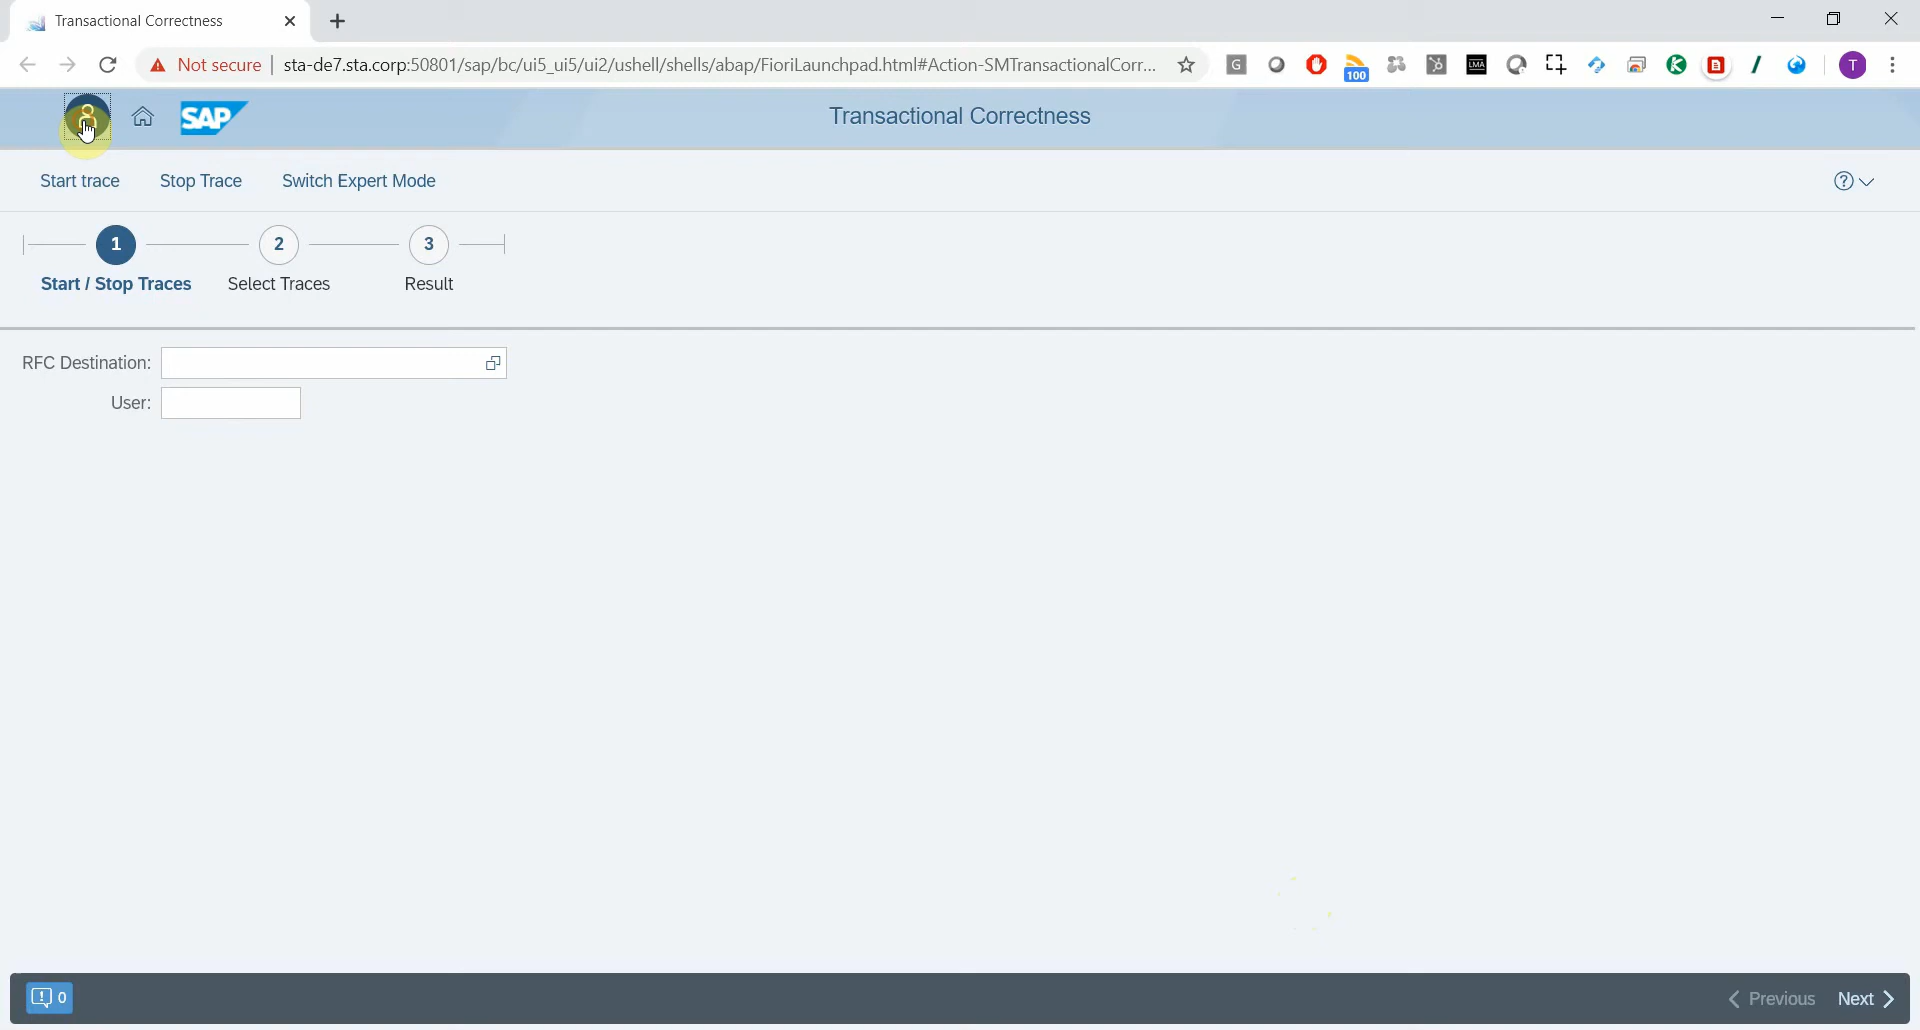 Transactional Correctness
Not secure sta-de7.sta.corp:50801/sap/bc/ui5_ui5/ui2/ushell/shells/abap/FioriLaunchpad.html#Action-SMTransactionalCorr... G 100 LMA K T
SAP Transactional Correctness
Start trace Stop Trace Switch Expert Mode ?
1 2 3
Start / Stop Traces Select Traces Result
RFC Destination:
User:
0 Previous Next